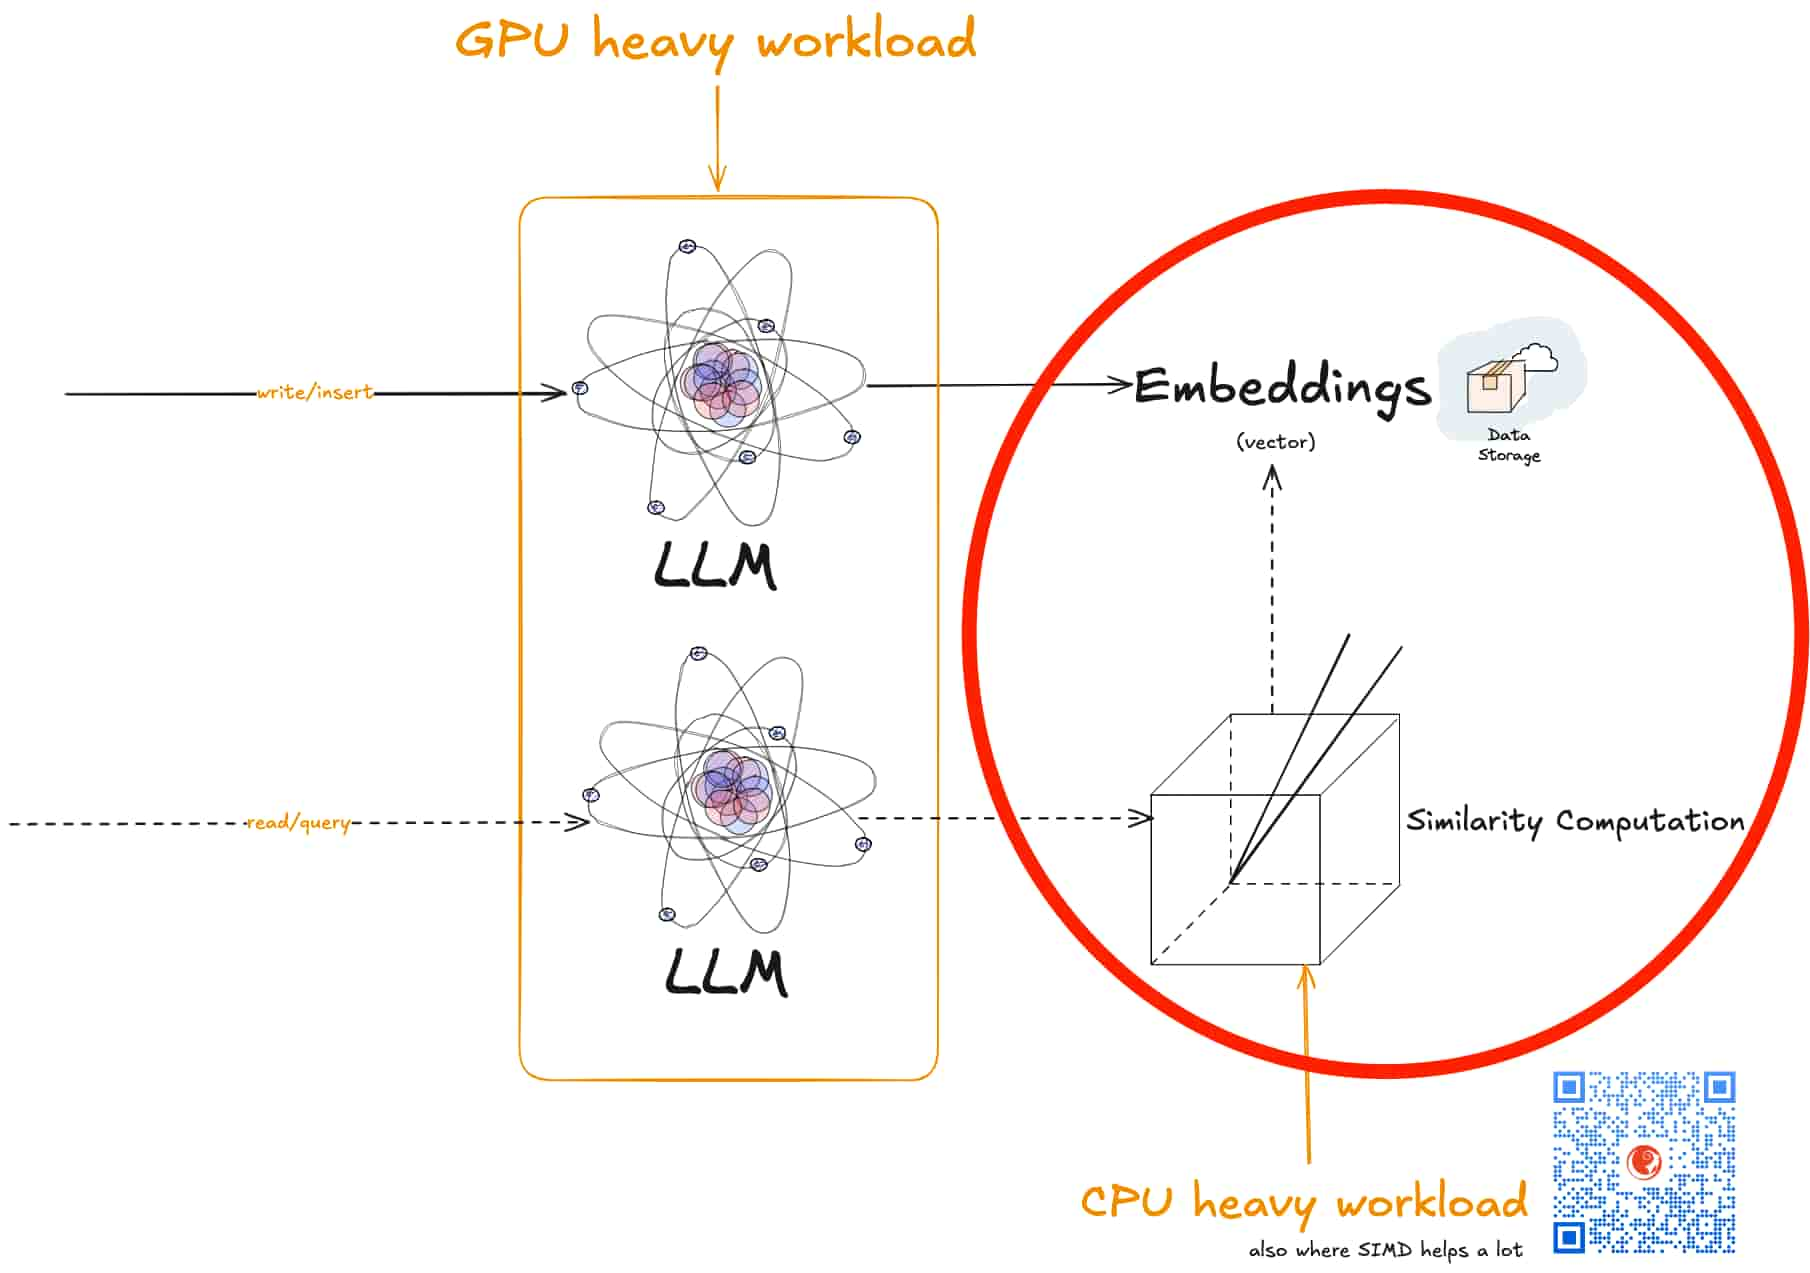 GPU heavy workload
write/insert
Embeddings
(vector)
Data
Storage
LLM
read/query
Similarity Computation
LLM
CPU heavy workload
also where SIMD helps a lot